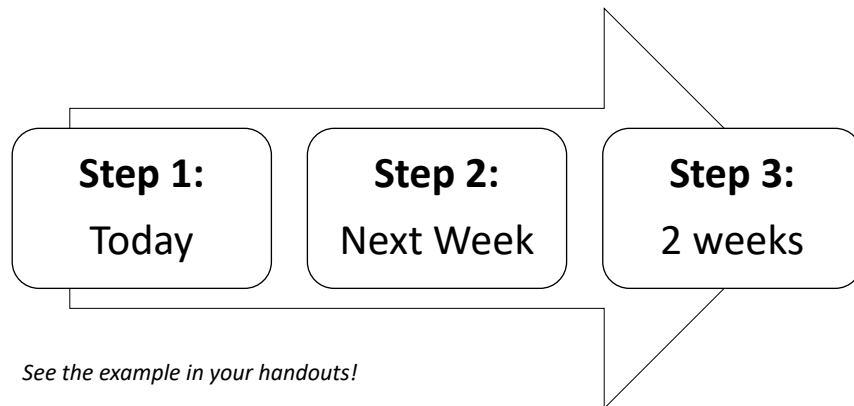 Step 1:
Today
Step 2:
Next Week
Step 3:
2 weeks
See the example in your handouts!